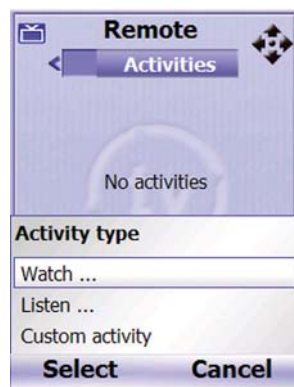 Remote
< Activities
No activities
Activity type
Watch ...
Listen ...
Custom activity
Select Cancel